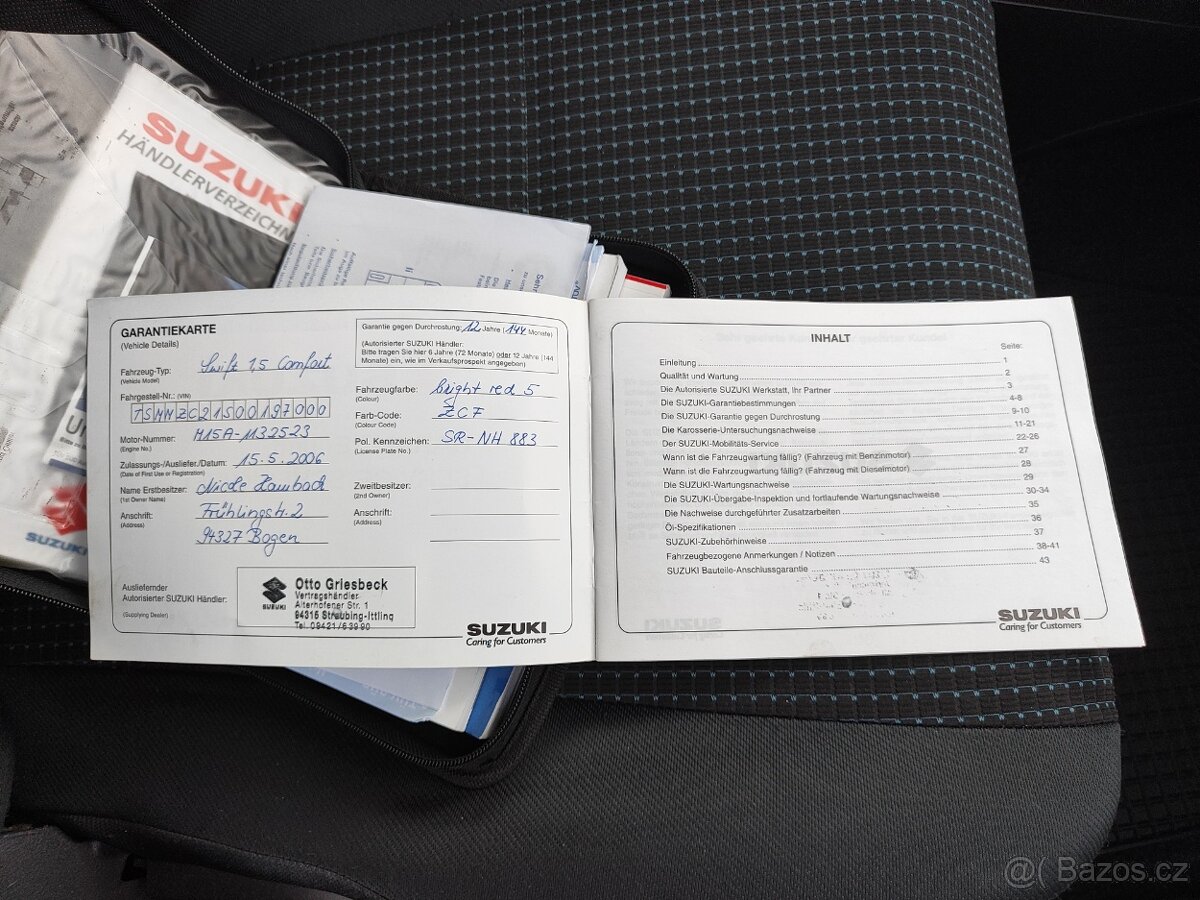 SUZUKI
HÄNDLERVERZEICHN
SUZUKI
GARANTIEKARTE
(Vehicle Details)
Garantie gegen Durchrostung: 12 Jahre (144 Monate)
(Autorisierter SUZUKI Händler:
Bitte tragen Sie hier 6 Jahre (72 Monate) oder 12 Jahre (144
Monate) ein, wie im Verkaufsprospekt angegeben)
Fahrzeug-Typ: Swift 1,5 Comfort
(Vehicle Model)
Fahrgestell-Nr.: (VIN)
TSMMZC21S00197000
Motor-Nummer: M15A-1132523
(Engine No.)
Zulassungs-/Ausliefer./Datum: 15.5.2006
(Date of First Use or Registration)
Name Erstbesitzer: Nicole
(1st Owner Name)
Anschrift: Frühlingstr. 2
(Address)
94327 Bogen
Fahrzeugfarbe: bright red 5
(Colour)
Farb-Code: ZCF
(Colour Code)
Pol. Kennzeichen: SR-NH 883
(License Plate No.)
Zweitbesitzer:
(2nd Owner)
Anschrift:
(Address)
Ausliefernder
Autorisierter SUZUKI Händler:
(Supplying Dealer)
SUZUKI
Otto Griesbeck
Vertragshändler
Alterhofener Str. 1
94315 Straubing-Ittling
Tel. 09421/63990
SUZUKI
Caring for Customers
INHALT
Seite:
Einleitung 1
Qualität und Wartung 2
Die Autorisierte SUZUKI Werkstatt, Ihr Partner 3
Die SUZUKI-Garantiebestimmungen 4-8
Die SUZUKI-Garantie gegen Durchrostung 9-10
Die Karosserie-Untersuchungsnachweise 11-21
Der SUZUKI-Mobilitäts-Service 22-26
Wann ist die Fahrzeugwartung fällig? (Fahrzeug mit Benzinmotor) 27
Wann ist die Fahrzeugwartung fällig? (Fahrzeug mit Dieselmotor) 28
Die SUZUKI-Wartungsnachweise 29
Die SUZUKI-Übergabe-Inspektion und fortlaufende Wartungsnachweise 30-34
Die Nachweise durchgeführter Zusatzarbeiten 35
Öl-Spezifikationen 36
SUZUKI-Zubehörhinweise 37
Fahrzeugbezogene Anmerkungen / Notizen 38-41
SUZUKI Bauteile-Anschlussgarantie 43
SUZUKI
Caring for Customers
@( Bazos.cz